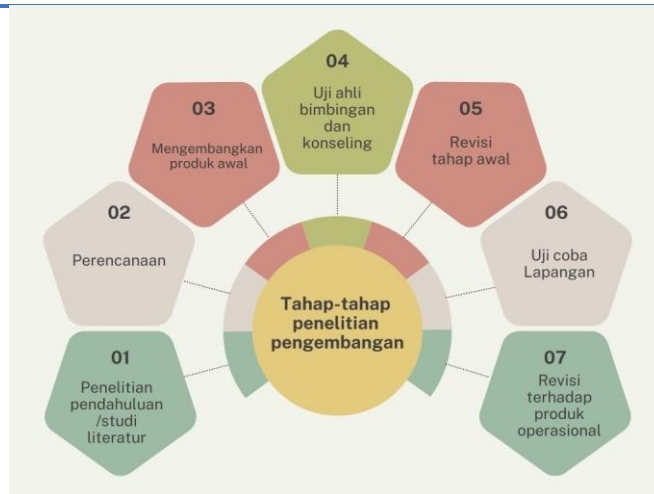 01
Penelitian
pendahuluan
/studi
literatur
02
Perencanaan
03
Mengembangkan
produk awal
04
Uji ahli
bimbingan
dan
konseling
05
Revisi
tahap awal
06
Uji coba
Lapangan
07
Revisi
terhadap
produk
operasional
Tahap-tahap
penelitian
pengembangan